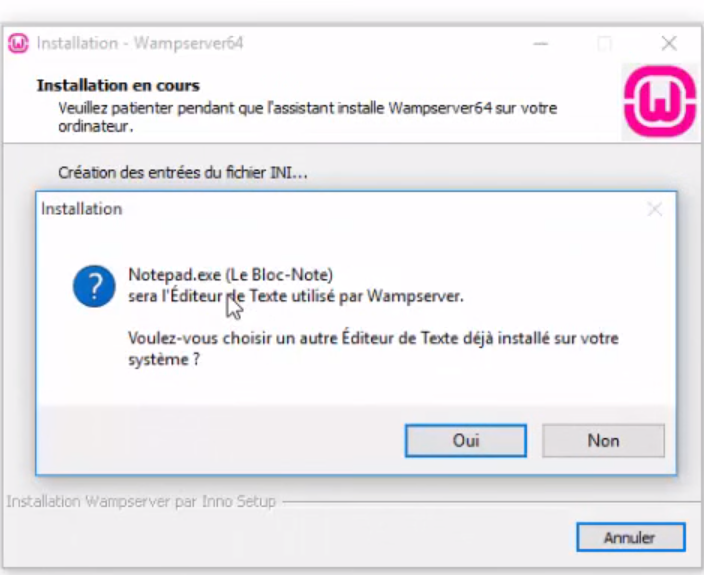 Installation - Wampserver64
Installation en cours
Veuillez patienter pendant que l'assistant installe Wampserver64 sur votre
ordinateur.
Création des entrées du fichier INI...
Installation
Notepad.exe (Le Bloc-Note)
sera l'Éditeur de Texte utilisé par Wampserver.
Voulez-vous choisir un autre Éditeur de Texte déjà installé sur votre
système ?
Oui
Non
Installation Wampserver par Inno Setup
Annuler